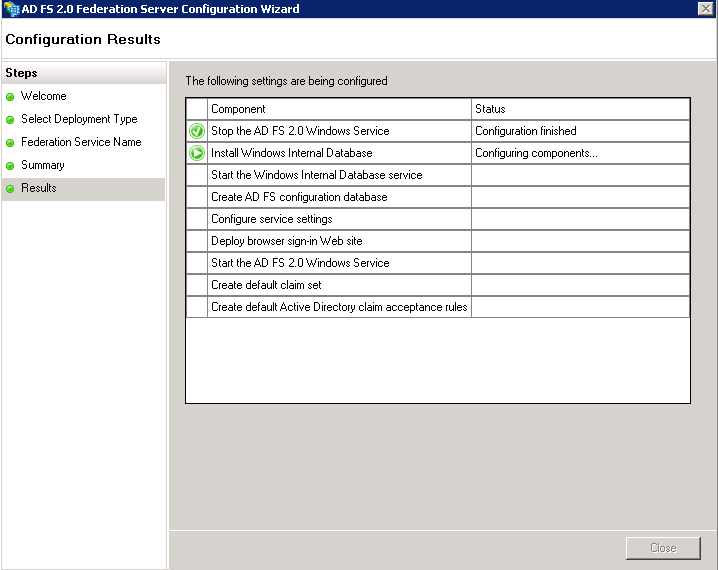 AD FS 2.0 Federation Server Configuration Wizard
Configuration Results
Steps
Welcome
Select Deployment Type
Federation Service Name
Summary
Results
The following settings are being configured
Component Status
Stop the AD FS 2.0 Windows Service Configuration finished
Install Windows Internal Database Configuring components...
Start the Windows Internal Database service
Create AD FS configuration database
Configure service settings
Deploy browser sign-in Web site
Start the AD FS 2.0 Windows Service
Create default claim set
Create default Active Directory claim acceptance rules
Close